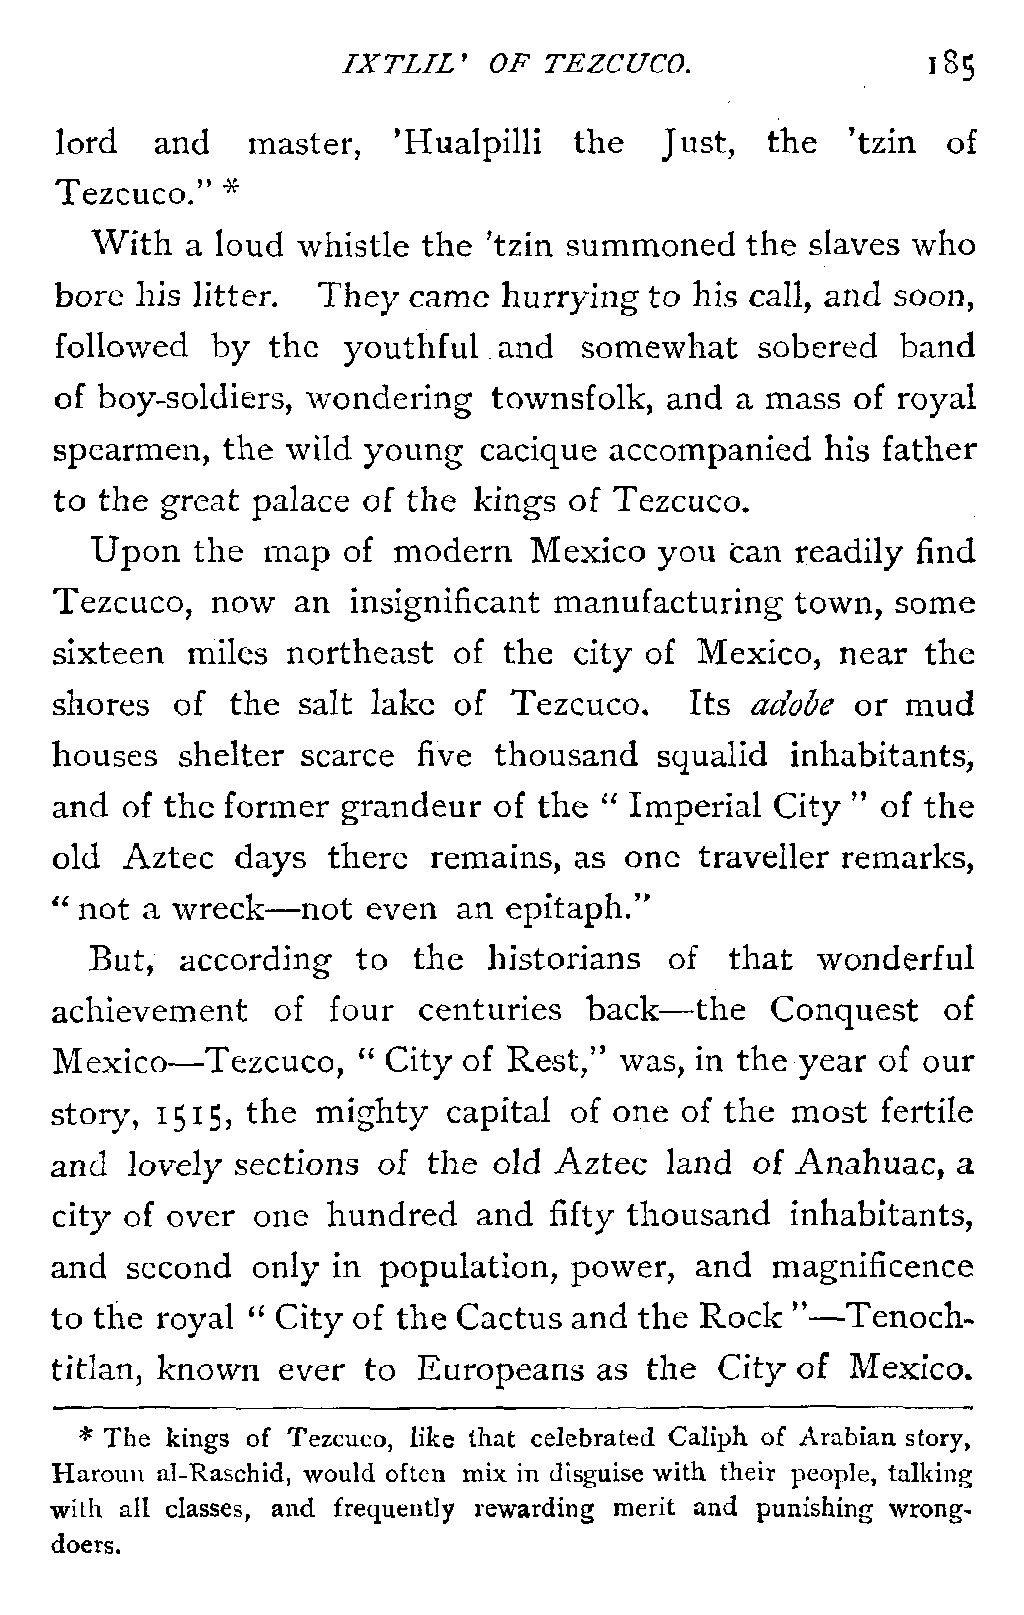 IXTLIL' OF TEZCUCO. 185
lord and master, 'Hualpilli the Just, the 'tzin of
Tezcuco." *
With a loud whistle the 'tzin summoned the slaves who
bore his litter. They came hurrying to his call, and soon,
followed by the youthful and somewhat sobered band
of boy-soldiers, wondering townsfolk, and a mass of royal
spearmen, the wild young cacique accompanied his father
to the great palace of the kings of Tezcuco.
Upon the map of modern Mexico you can readily find
Tezcuco, now an insignificant manufacturing town, some
sixteen miles northeast of the city of Mexico, near the
shores of the salt lake of Tezcuco. Its adobe or mud
houses shelter scarce five thousand squalid inhabitants,
and of the former grandeur of the " Imperial City " of the
old Aztec days there remains, as one traveller remarks,
" not a wreck—not even an epitaph."
But, according to the historians of that wonderful
achievement of four centuries back—the Conquest of
Mexico—Tezcuco, " City of Rest," was, in the year of our
story, 1515, the mighty capital of one of the most fertile
and lovely sections of the old Aztec land of Anahuac, a
city of over one hundred and fifty thousand inhabitants,
and second only in population, power, and magnificence
to the royal " City of the Cactus and the Rock "—Tenoch-
titlan, known ever to Europeans as the City of Mexico.
* The kings of Tezcuco, like that celebrated Caliph of Arabian story,
Haroun al-Raschid, would often mix in disguise with their people, talking
with all classes, and frequently rewarding merit and punishing wrong-
doers.